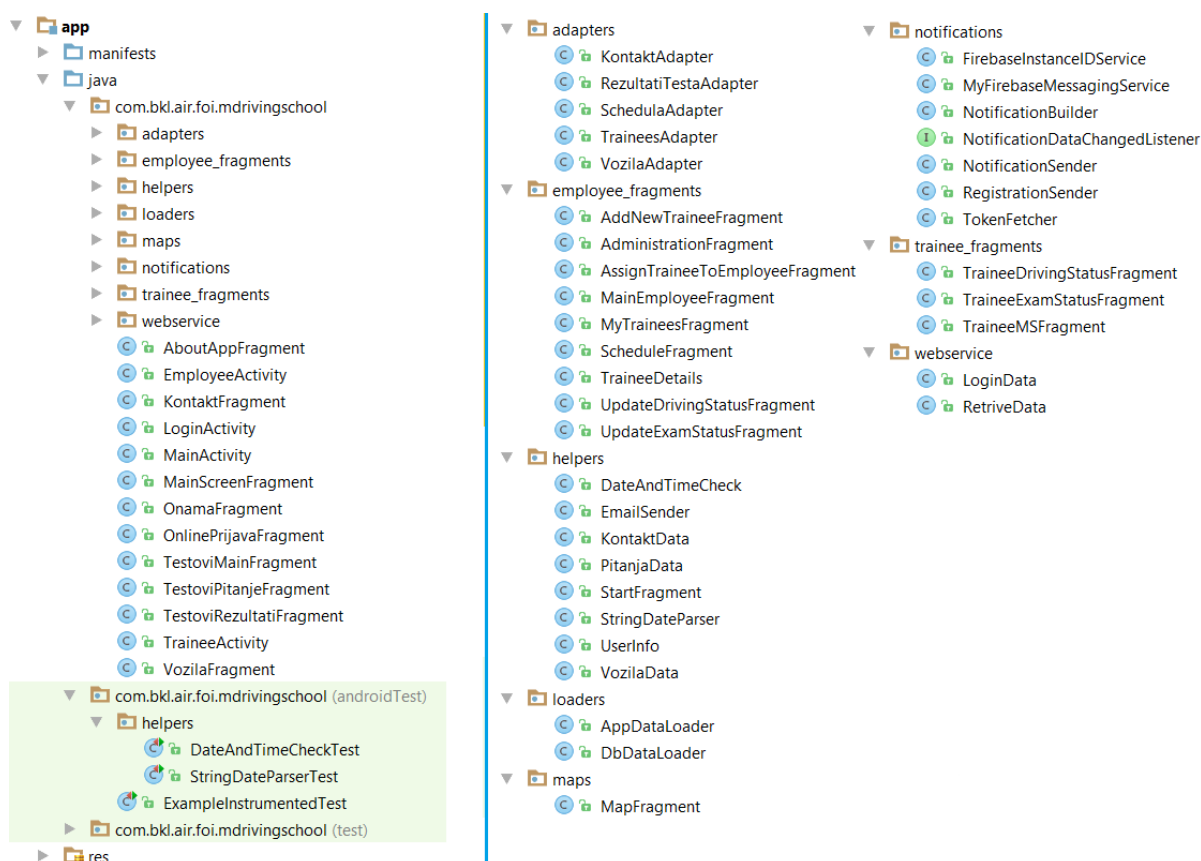 app
manifests
java
com.bkl.air.foi.mdrivingschool
adapters
employee_fragments
helpers
loaders
maps
notifications
trainee_fragments
webservice
AboutAppFragment
EmployeeActivity
KontaktFragment
LoginActivity
MainActivity
MainScreenFragment
OnamaFragment
OnlinePrijavaFragment
TestoviMainFragment
TestoviPitanjeFragment
TestoviRezultatiFragment
TraineeActivity
VozilaFragment
com.bkl.air.foi.mdrivingschool (androidTest)
helpers
DateAndTimeCheckTest
StringDateParserTest
ExampleInstrumentedTest
com.bkl.air.foi.mdrivingschool (test)
res
adapters
KontaktAdapter
RezultatiTestaAdapter
SchedulaAdapter
TraineesAdapter
VozilaAdapter
employee_fragments
AddNewTraineeFragment
AdministrationFragment
AssignTraineeToEmployeeFragment
MainEmployeeFragment
MyTraineesFragment
ScheduleFragment
TraineeDetails
UpdateDrivingStatusFragment
UpdateExamStatusFragment
helpers
DateAndTimeCheck
EmailSender
KontaktData
PitanjaData
StartFragment
StringDateParser
UserInfo
VozilaData
loaders
AppDataLoader
DbDataLoader
maps
MapFragment
notifications
FirebaseInstanceIDService
MyFirebaseMessagingService
NotificationBuilder
NotificationDataChangedListener
NotificationSender
RegistrationSender
TokenFetcher
trainee_fragments
TraineeDrivingStatusFragment
TraineeExamStatusFragment
TraineeMSFragment
webservice
LoginData
RetriveData